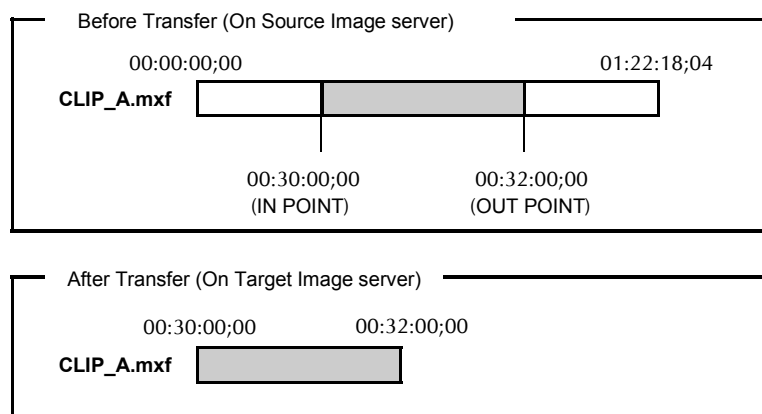 Before Transfer (On Source Image server)
00:00:00;00 01:22:18;04
CLIP_A.mxf
00:30:00;00 00:32:00;00
(IN POINT) (OUT POINT)
After Transfer (On Target Image server)
00:30:00;00 00:32:00;00
CLIP_A.mxf